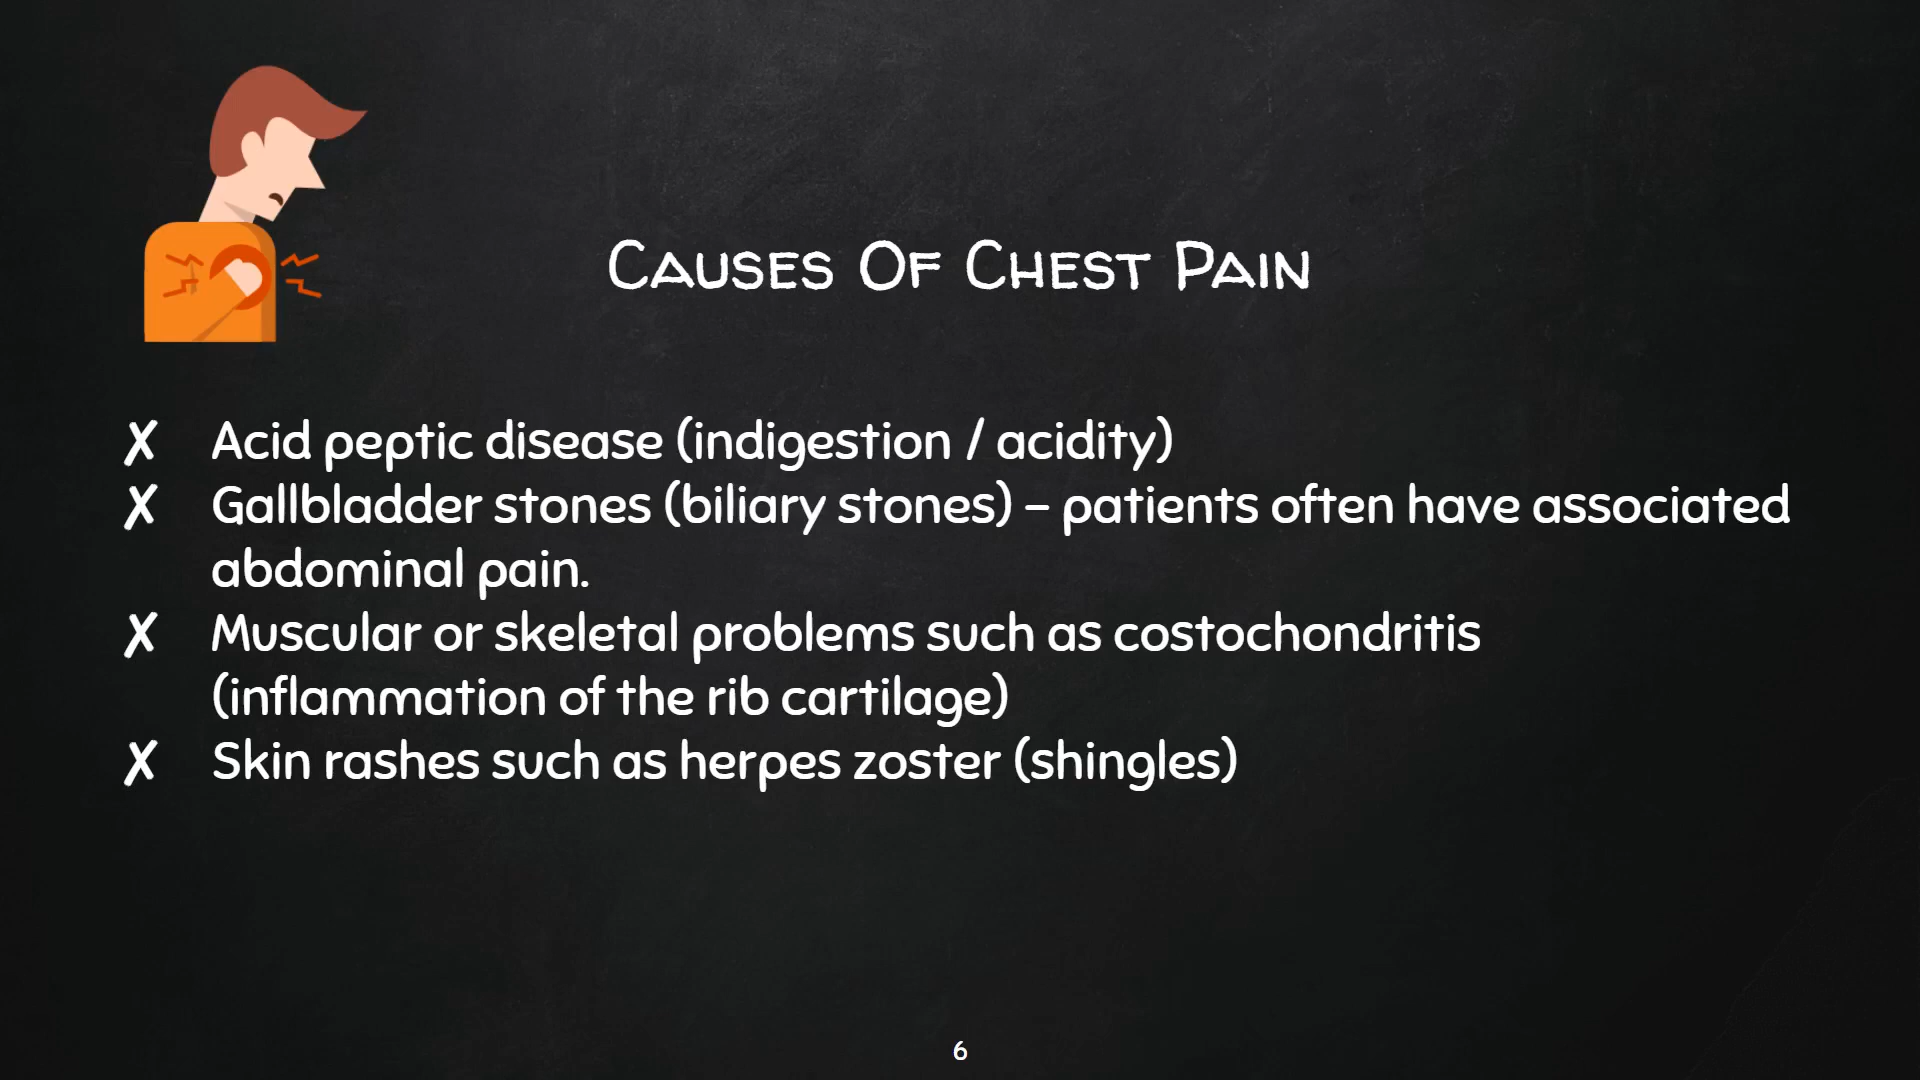 Causes Of Chest Pain
✗ Acid peptic disease (indigestion / acidity)
✗ Gallbladder stones (biliary stones) – patients often have associated
abdominal pain.
✗ Muscular or skeletal problems such as costochondritis
(inflammation of the rib cartilage)
✗ Skin rashes such as herpes zoster (shingles)
6